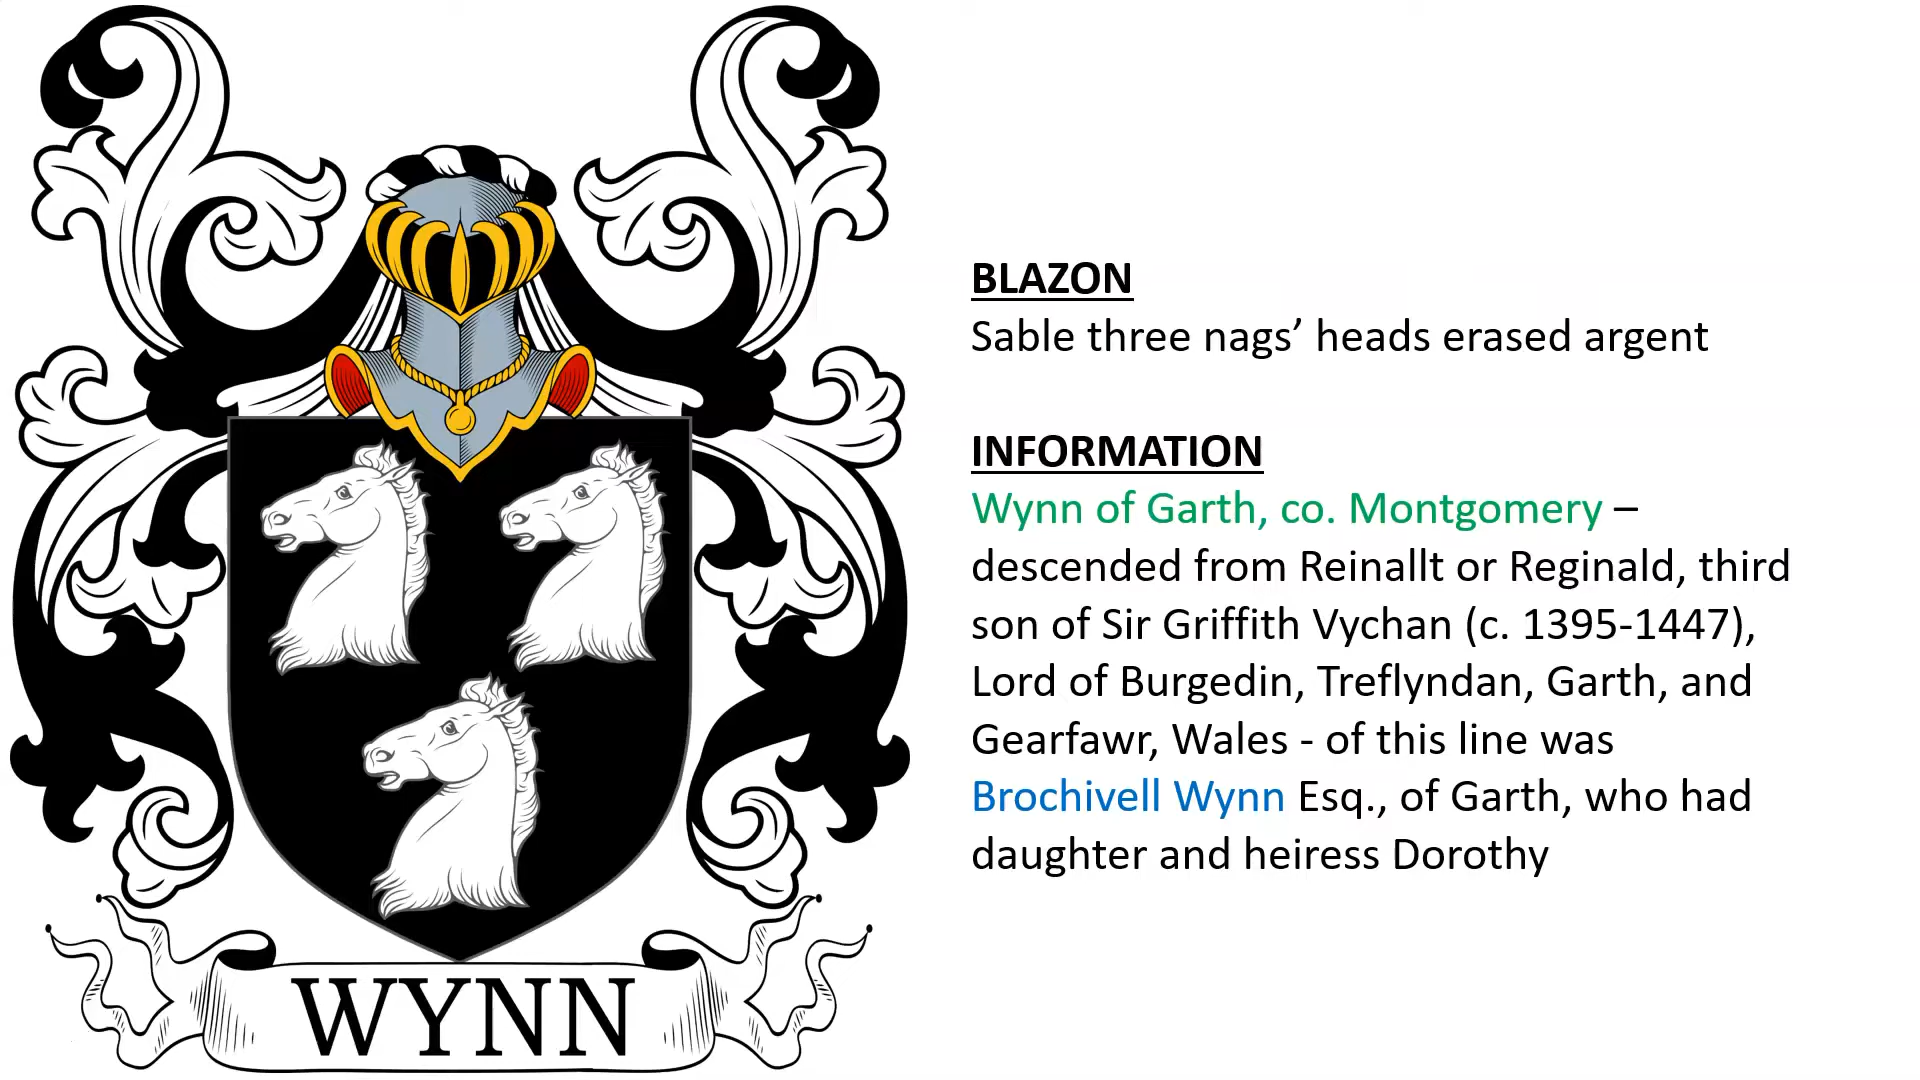 BLAZON
Sable three nags’ heads erased argent
INFORMATION
Wynn of Garth, co. Montgomery –
descended from Reinallt or Reginald, third
son of Sir Griffith Vychan (c. 1395-1447),
Lord of Burgedin, Treflyndan, Garth, and
Gearfawr, Wales - of this line was
Brochivell Wynn Esq., of Garth, who had
daughter and heiress Dorothy
WYNN